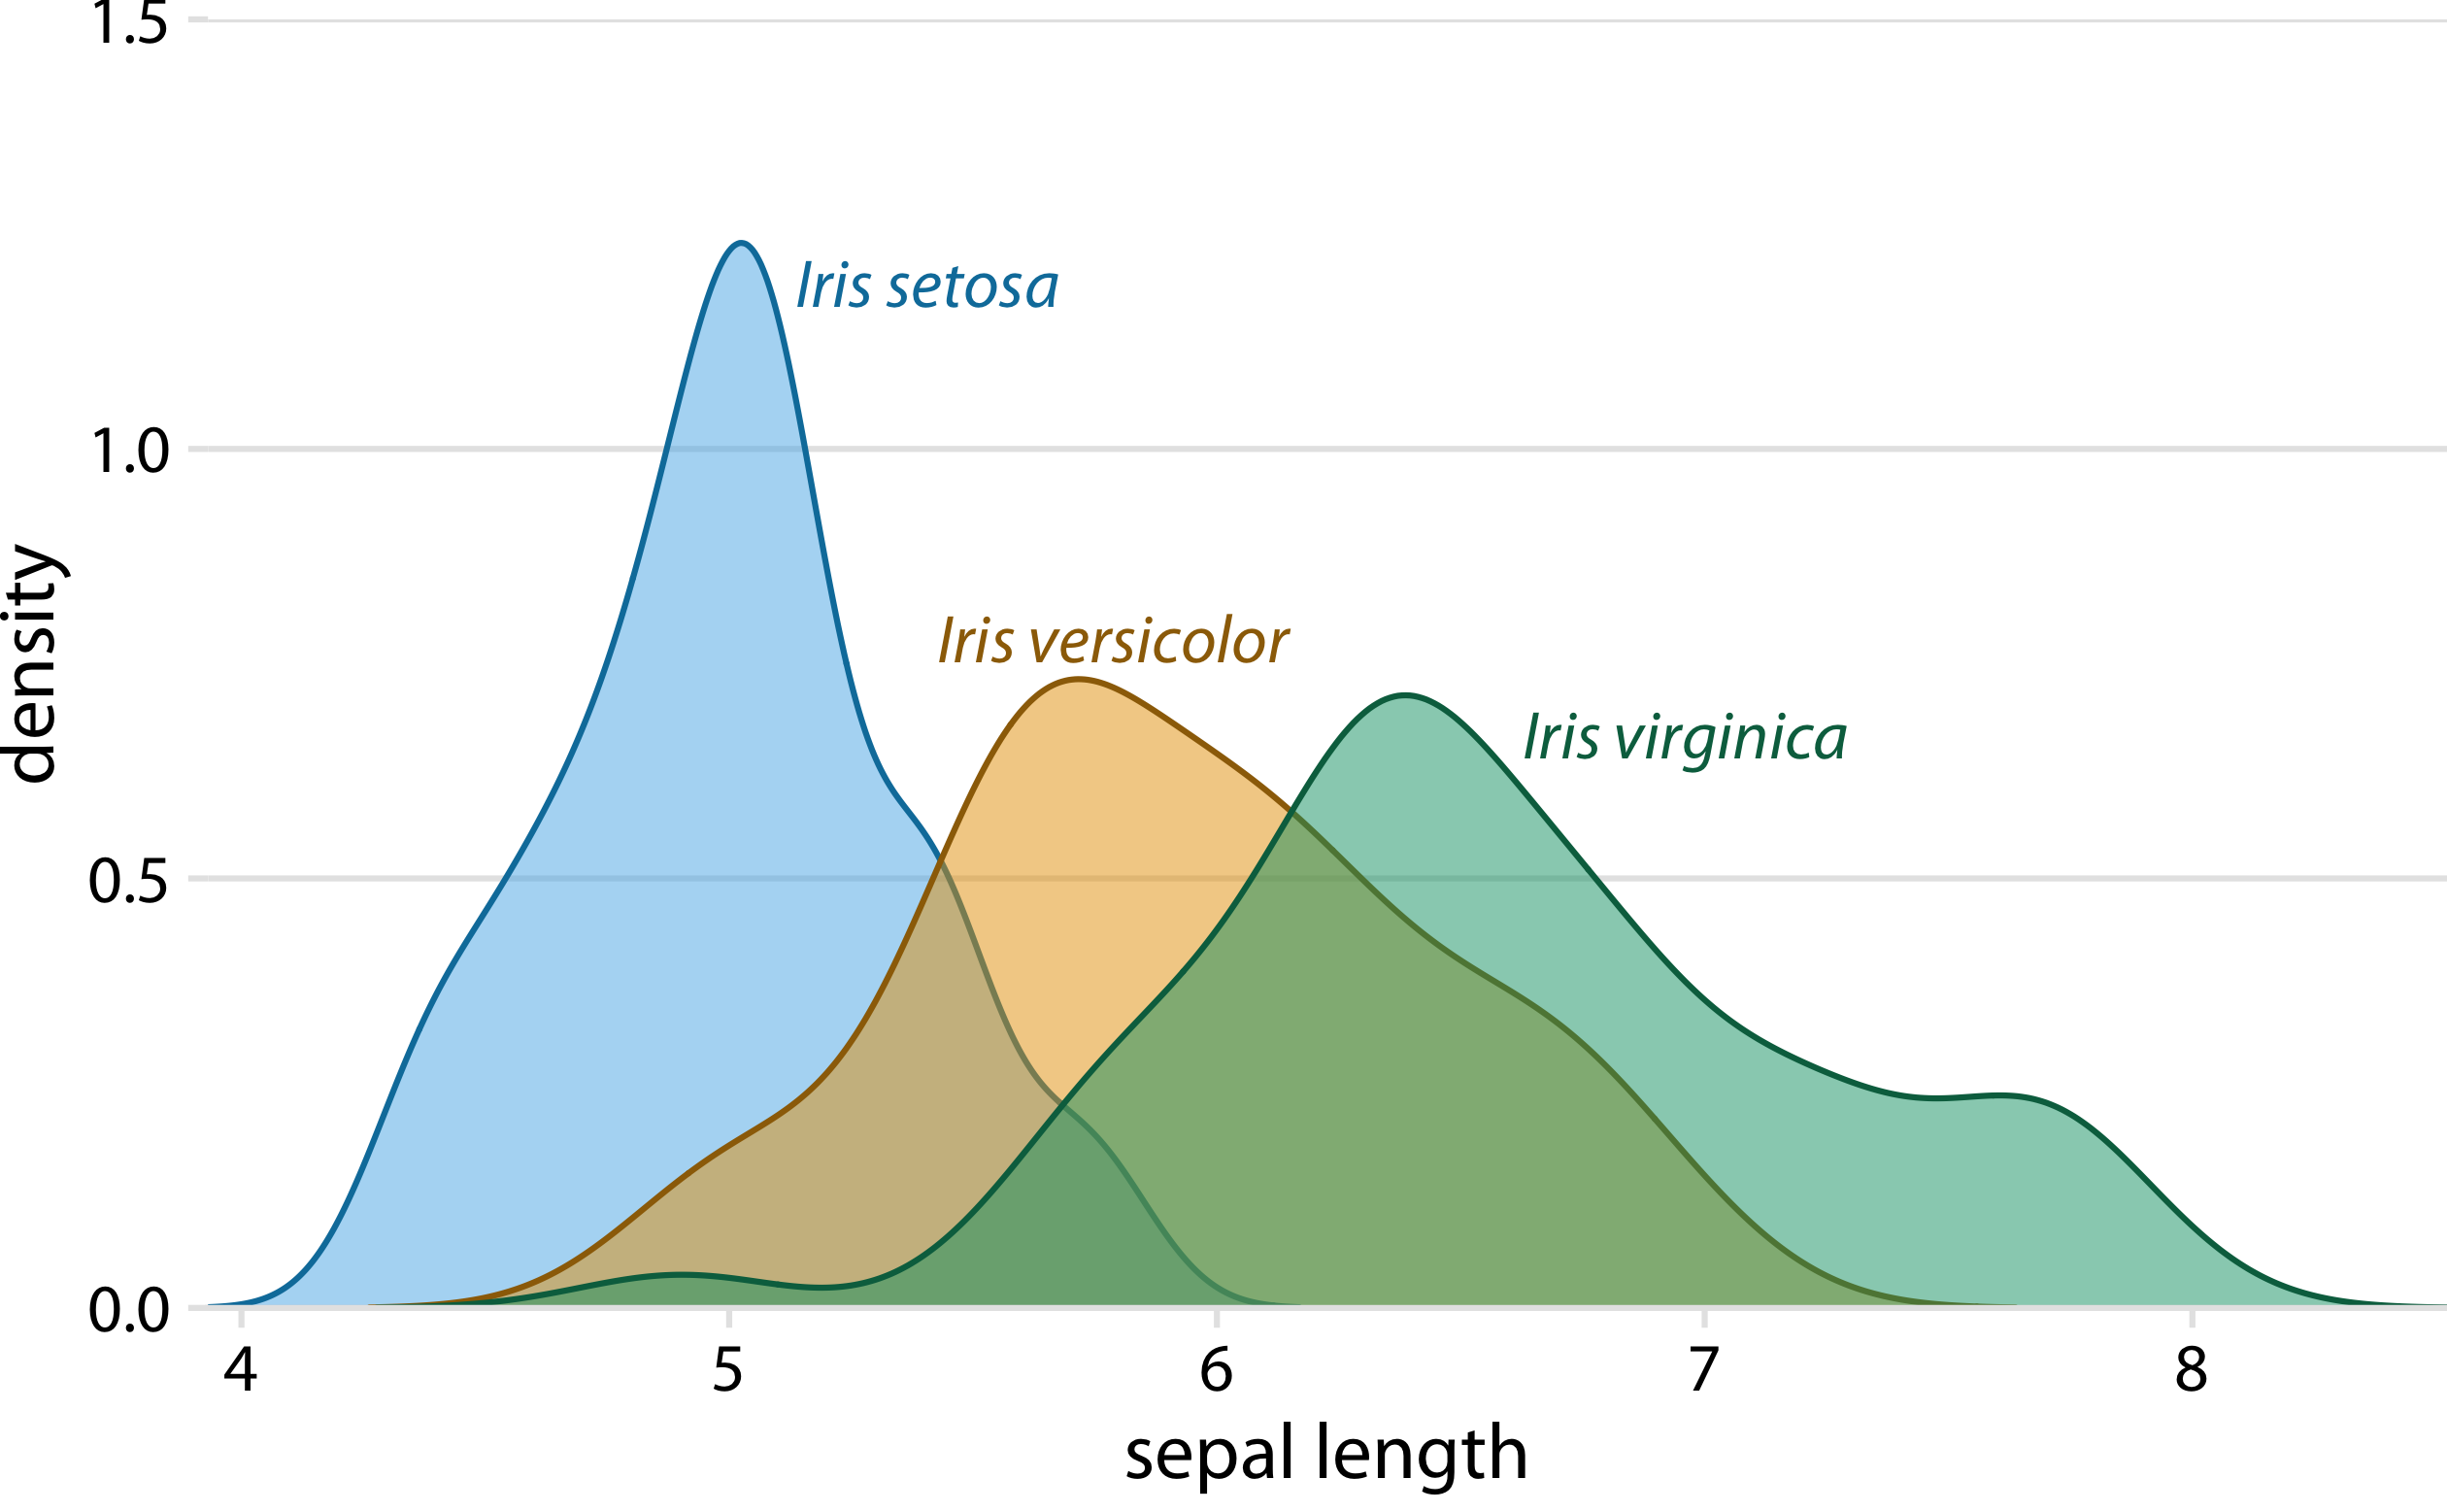 1.5
Iris setosa
1.0
density
Iris versicolor
Iris virginica
0.5
0.0
4 5 6 7 8
sepal length